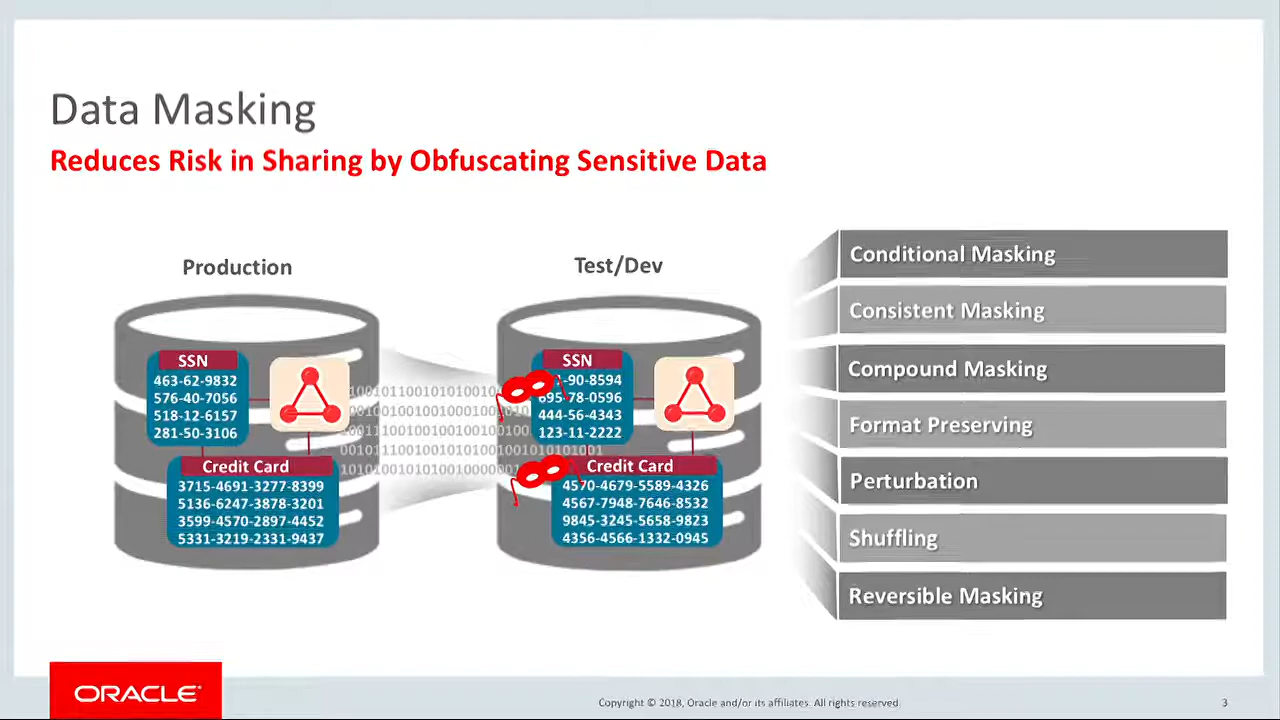 Data Masking
Reduces Risk in Sharing by Obfuscating Sensitive Data
Production
SSN
463-62-9832
576-40-7056
518-12-6157
281-50-3106
Credit Card
3715-4691-3277-8399
5136-6247-3878-3201
3599-4570-2897-4452
5331-3219-2331-9437
Test/Dev
SSN
-90-8594
695-78-0596
444-56-4343
123-11-2222
Credit Card
4570-4679-5589-4326
4567-7948-7646-8532
9845-3245-5658-9823
4356-4566-1332-0945
Conditional Masking
Consistent Masking
Compound Masking
Format Preserving
Perturbation
Shuffling
Reversible Masking
ORACLE
Copyright © 2018, Oracle and/or its affiliates. All rights reserved.
3